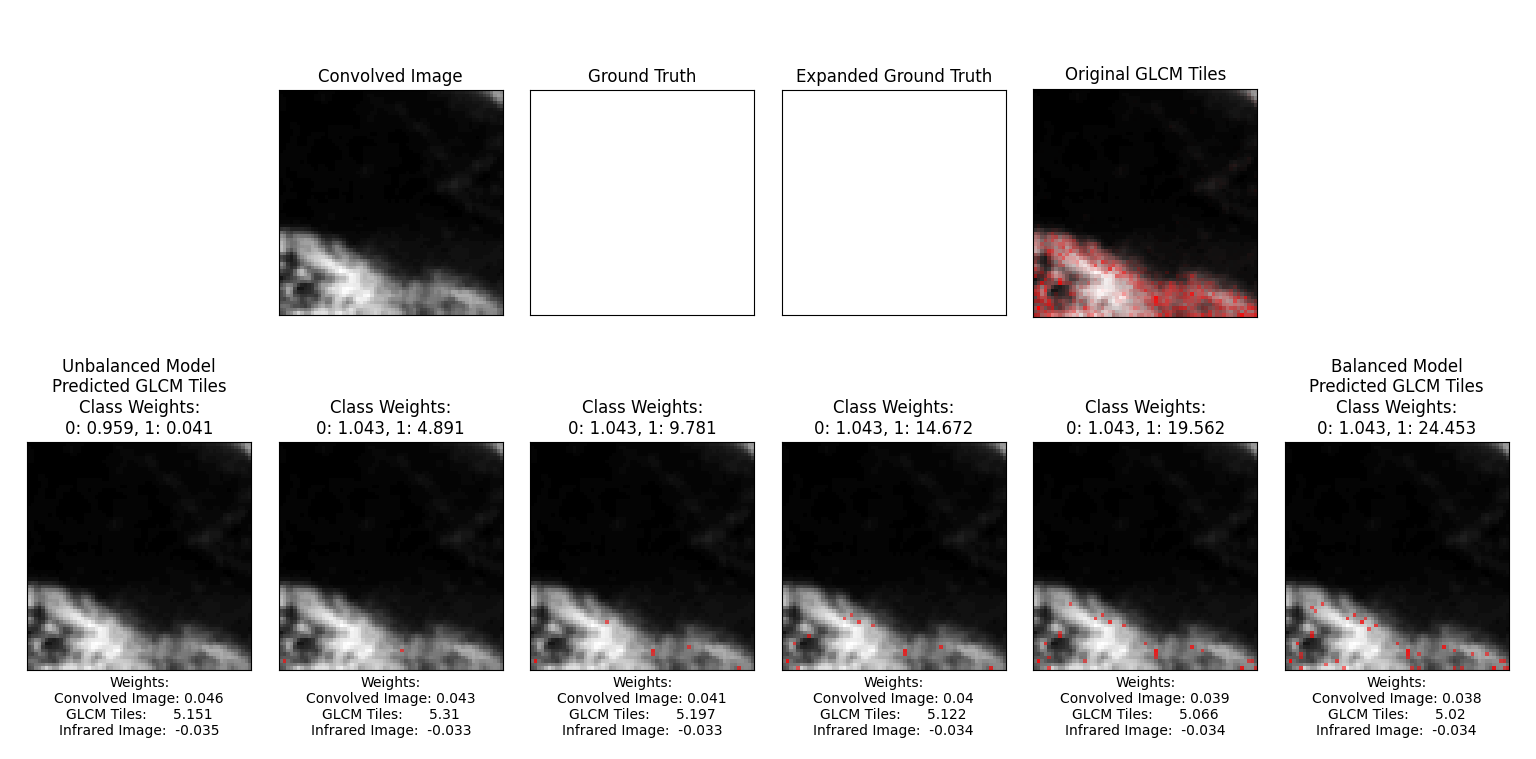 Convolved Image
Ground Truth
Expanded Ground Truth
Original GLCM Tiles
Unbalanced Model
Predicted GLCM Tiles
Class Weights:
0: 0.959, 1: 0.041
Class Weights:
0: 1.043, 1: 4.891
Class Weights:
0: 1.043, 1: 9.781
Class Weights:
0: 1.043, 1: 14.672
Class Weights:
0: 1.043, 1: 19.562
Balanced Model
Predicted GLCM Tiles
Class Weights:
0: 1.043, 1: 24.453
Weights:
Convolved Image: 0.046
GLCM Tiles: 5.151
Infrared Image: -0.035
Weights:
Convolved Image: 0.043
GLCM Tiles: 5.31
Infrared Image: -0.033
Weights:
Convolved Image: 0.041
GLCM Tiles: 5.197
Infrared Image: -0.033
Weights:
Convolved Image: 0.04
GLCM Tiles: 5.122
Infrared Image: -0.034
Weights:
Convolved Image: 0.039
GLCM Tiles: 5.066
Infrared Image: -0.034
Weights:
Convolved Image: 0.038
GLCM Tiles: 5.02
Infrared Image: -0.034